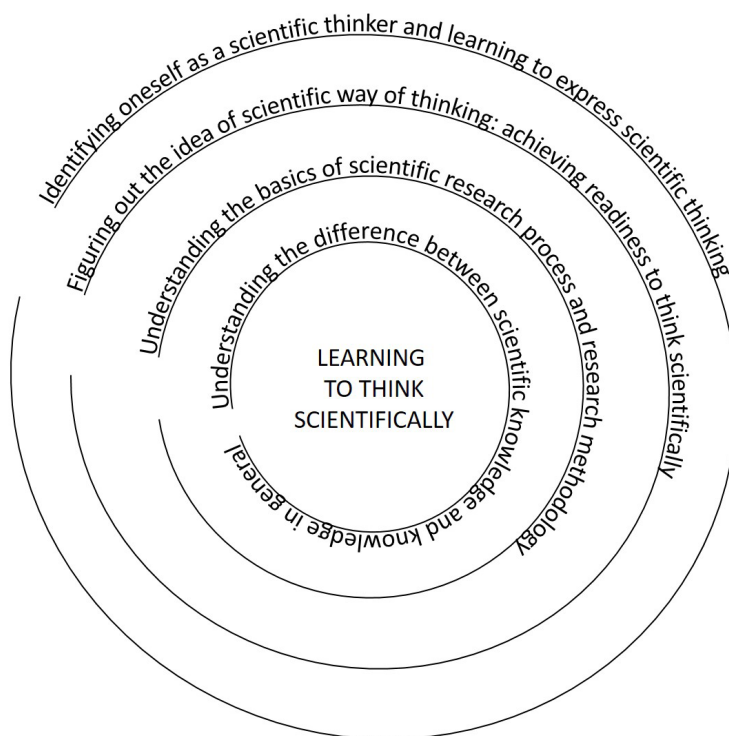 Identifying oneself as a scientific thinker and learning to express scientific thinking
Figuring out the idea of scientific way of thinking: achieving readiness to think scientifically
Understanding the basics of scientific research process and research methodology
Understanding the difference between scientific knowledge and knowledge in general
LEARNING
TO THINK
SCIENTIFICALLY